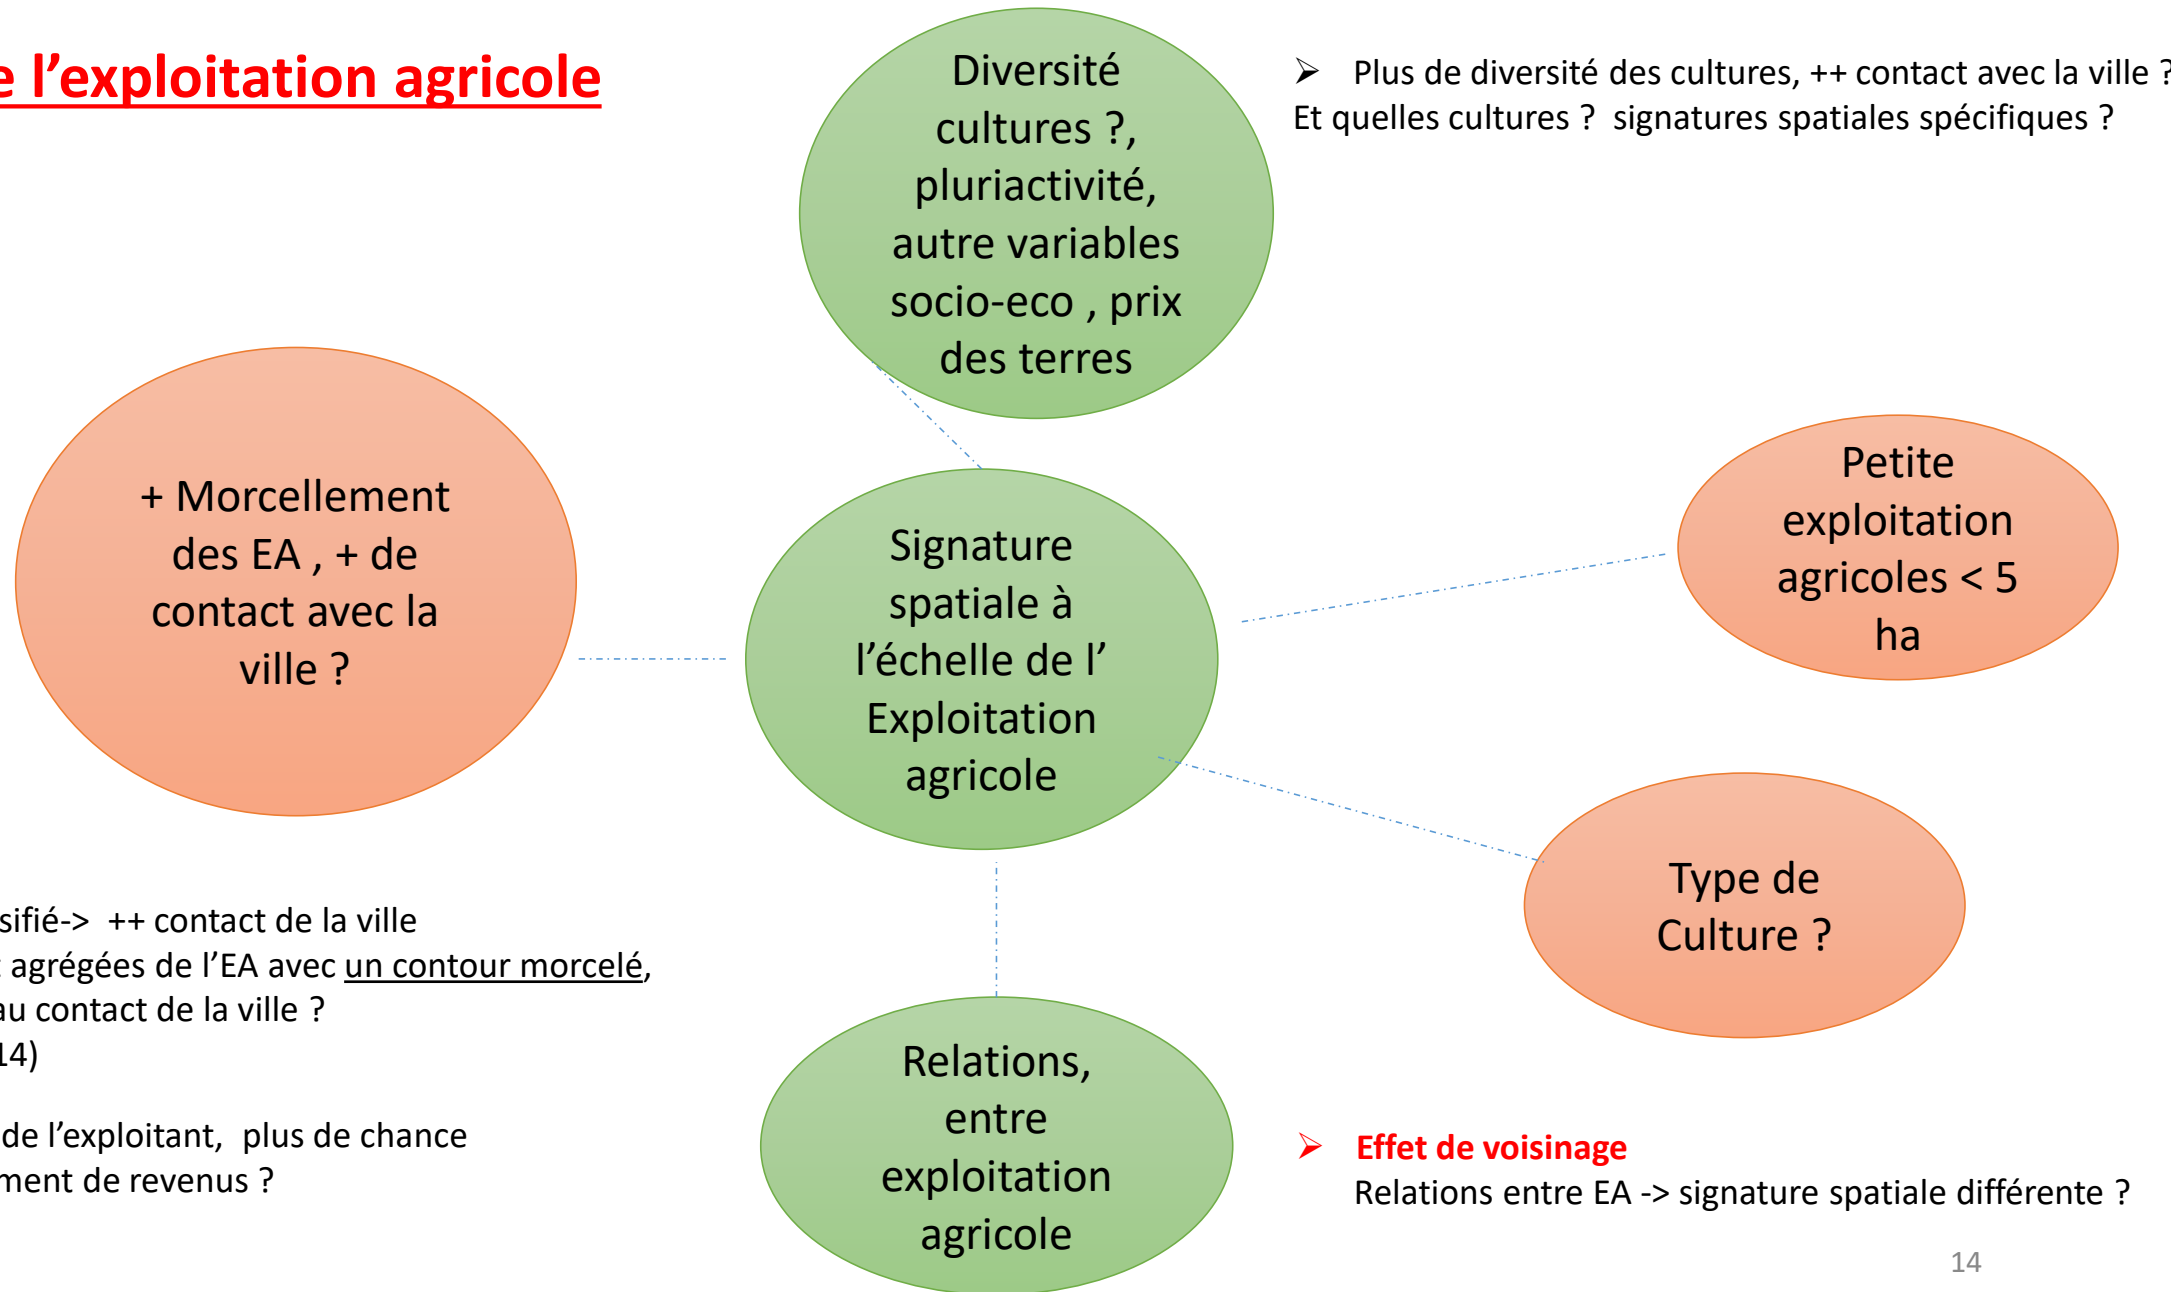 e l’exploitation agricole
Diversité
cultures ?,
pluriactivité,
autre variables
socio-eco , prix
des terres
➢ Plus de diversité des cultures, ++ contact avec la ville ?
Et quelles cultures ? signatures spatiales spécifiques ?
+ Morcellement
des EA , + de
contact avec la
ville ?
Signature
spatiale à
l’échelle de l’
Exploitation
agricole
Petite
exploitation
agricoles < 5
ha
Type de
Culture ?
sifié-> ++ contact de la ville
agrégées de l’EA avec un contour morcelé,
au contact de la ville ?
14)
de l’exploitant, plus de chance
ment de revenus ?
Relations,
entre
exploitation
agricole
➢ Effet de voisinage
Relations entre EA -> signature spatiale différente ?
14